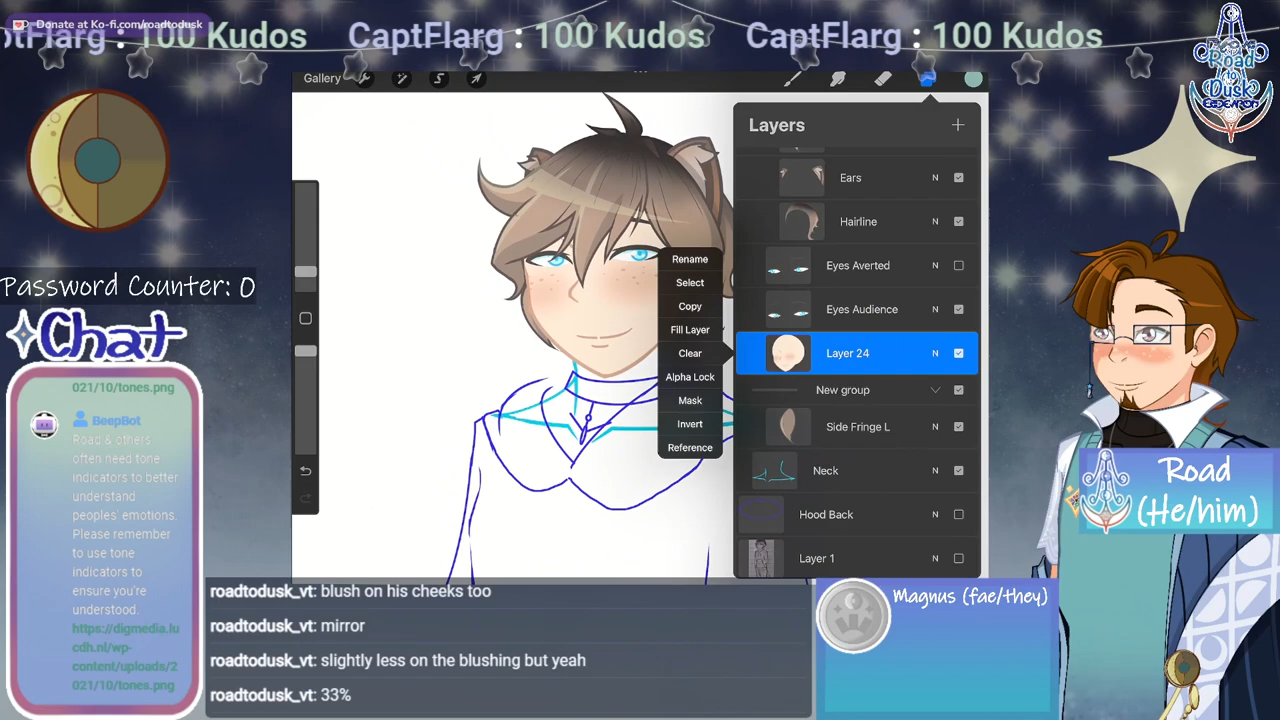 Donate at Ko-fi.com/roadtodusk
ptFlarg : 100 Kudos CaptFlarg : 100 Kudos CaptFlarg : 100 Kudos
Road
to
Dusk
Gallery
Layers
Ears N
Hairline N
Eyes Averted N
Eyes Audience N
Layer 24 N
New group
Side Fringe L N
Neck N
Hood Back N
Layer 1 N
Rename
Select
Copy
Fill Layer
Clear
Alpha Lock
Mask
Invert
Reference
Password Counter: 0
Chat
021/10/tones.png
BeepBot
Road & others
often need tone
indicators to better
understand
peoples' emotions.
Please remember
to use tone
indicators to
ensure you're
understood.
https://digmedia.lu
cdh.nl/wp-
content/uploads/2
021/10/tones.png
roadtodusk_vt: blush on his cheeks too
roadtodusk_vt: mirror
roadtodusk_vt: slightly less on the blushing but yeah
roadtodusk_vt: 33%
Road
(He/him)
Magnus (fae/they)